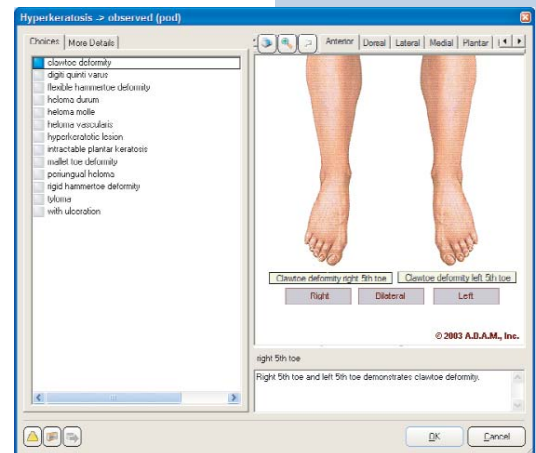 Hyperkeratosis -> observed (pod)
Choices More Details
Anterior Dorsal Lateral Medial Plantar
clawtoe deformity
digiti quinti varus
flexible hammertoe deformity
heloma durum
heloma molle
heloma vascularis
hyperkeratotic lesion
intractable plantar keratosis
mallet toe deformity
periungual heloma
rigid hammertoe deformity
tyloma
with ulceration
Clawtoe deformity right 5th toe Clawtoe deformity left 5th toe
Right Bilateral Left
© 2003 A.D.A.M., Inc.
right 5th toe
Right 5th toe and left 5th toe demonstrates clawtoe deformity.
OK Cancel